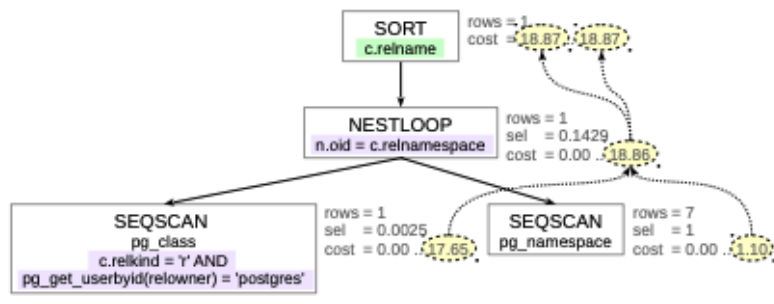 SORT
c.relname
rows = 1
cost = 18.87 .. 18.87
NESTLOOP
n.oid = c.relnamespace
rows = 1
sel = 0.1429
cost = 0.00 .. 18.86
SEQSCAN
pg_class
c.relkind = 'r' AND
pg_get_userbyid(relowner) = 'postgres'
rows = 1
sel = 0.0025
cost = 0.00 .. 17.65
SEQSCAN
pg_namespace
rows = 7
sel = 1
cost = 0.00 .. 1.10